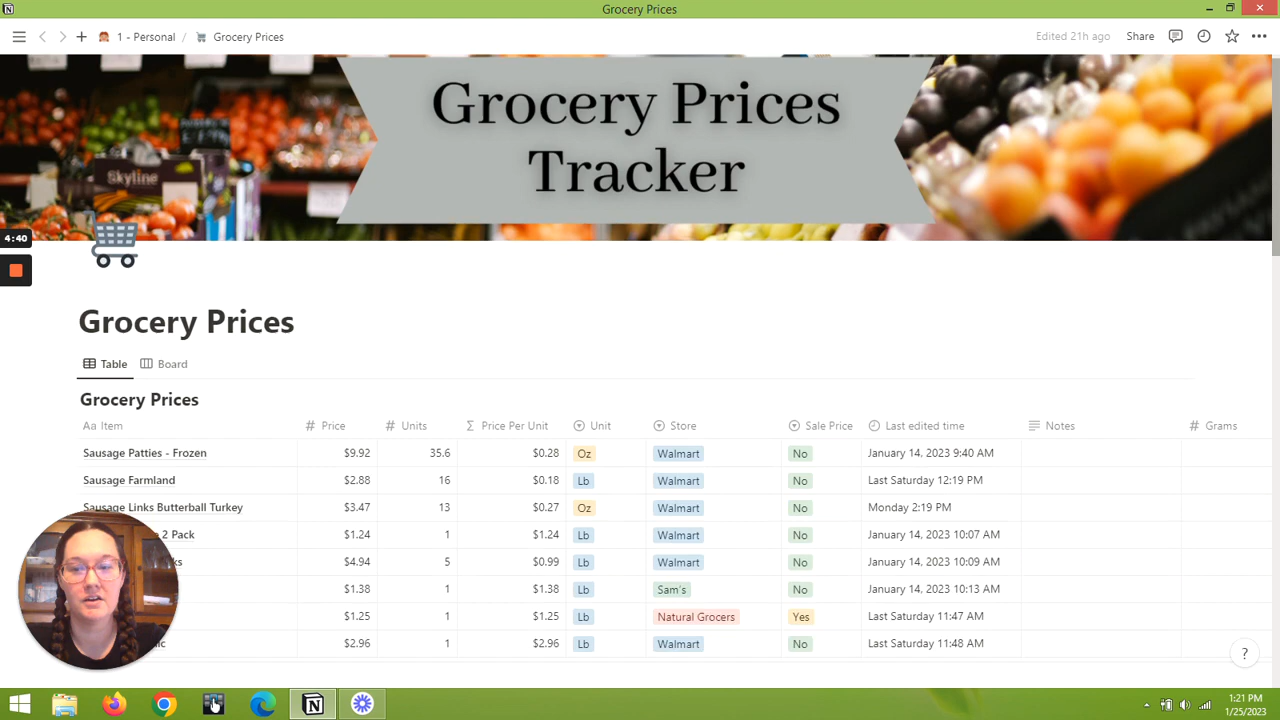 Grocery Prices
1 - Personal / Grocery Prices
Edited 21h ago Share
Grocery Prices
Tracker
Skyline
4:40
Grocery Prices
Table Board
Grocery Prices
Aa Item # Price # Units Σ Price Per Unit Unit Store Sale Price Last edited time Notes # Grams
Sausage Patties - Frozen $9.92 35.6 $0.28 Oz Walmart No January 14, 2023 9:40 AM
Sausage Farmland $2.88 16 $0.18 Lb Walmart No Last Saturday 12:19 PM
Sausage Links Butterball Turkey $3.47 13 $0.27 Oz Walmart No Monday 2:19 PM
2 Pack $1.24 1 $1.24 Lb Walmart No January 14, 2023 10:07 AM
$4.94 5 $0.99 Lb Walmart No January 14, 2023 10:09 AM
$1.38 1 $1.38 Lb Sam's No January 14, 2023 10:13 AM
$1.25 1 $1.25 Lb Natural Grocers Yes Last Saturday 11:47 AM
$2.96 1 $2.96 Lb Walmart No Last Saturday 11:48 AM
?
1:21 PM
1/25/2023